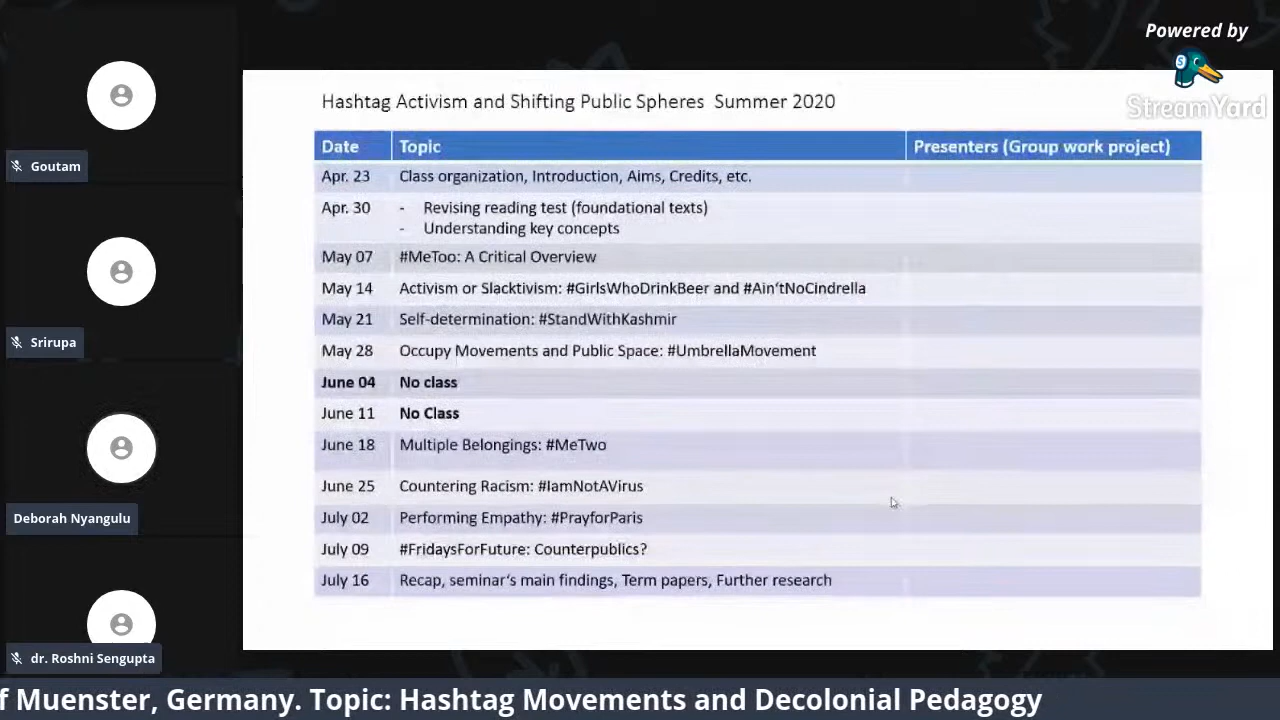 Powered by
StreamYard
Goutam
Srirupa
Deborah Nyangulu
dr. Roshni Sengupta
Hashtag Activism and Shifting Public Spheres Summer 2020
Date Topic Presenters (Group work project)
Apr. 23 Class organization, Introduction, Aims, Credits, etc.
Apr. 30 - Revising reading test (foundational texts)
- Understanding key concepts
May 07 #MeToo: A Critical Overview
May 14 Activism or Slacktivism: #GirlsWhoDrinkBeer and #Ain'tNoCindrella
May 21 Self-determination: #StandWithKashmir
May 28 Occupy Movements and Public Space: #UmbrellaMovement
June 04 No class
June 11 No Class
June 18 Multiple Belongings: #MeTwo
June 25 Countering Racism: #IamNotAVirus
July 02 Performing Empathy: #PrayforParis
July 09 #FridaysForFuture: Counterpublics?
July 16 Recap, seminar's main findings, Term papers, Further research
f Muenster, Germany. Topic: Hashtag Movements and Decolonial Pedagogy